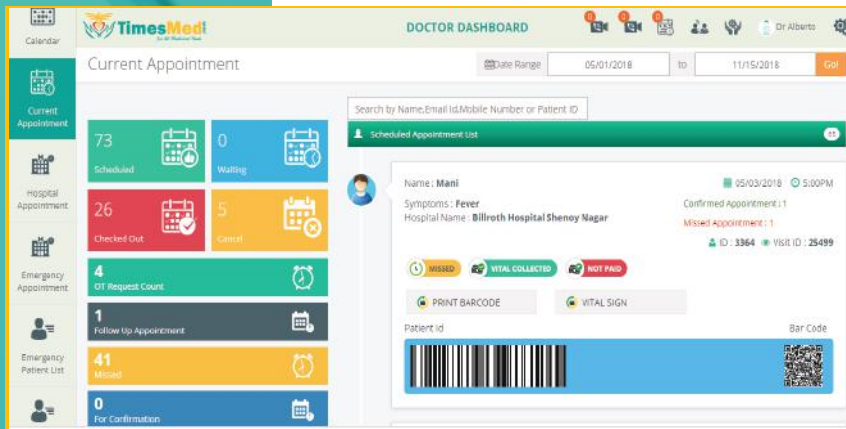 Calendar
Current Appointment
Hospital Appointment
Emergency Appointment
Emergency Patient List
TimesMed
DOCTOR DASHBOARD
0
0
0
Dr Alberto
Current Appointment
Date Range
05/01/2018
to
11/15/2018
Go!
Search by Name,Email Id,Mobile Number or Patient ID
73
Scheduled
0
Waiting
26
Checked Out
5
Cancel
4
OT Request Count
1
Follow Up Appointment
41
Missed
0
For Confirmation
Scheduled Appointment List
Name : Mani
05/03/2018 5:00PM
Symptoms : Fever
Confirmed Appointment : 1
Hospital Name : Billroth Hospital Shenoy Nagar
Missed Appointment : 1
ID : 3364 Visit ID : 25499
MISSED
VITAL COLLECTED
NOT PAID
PRINT BARCODE
VITAL SIGN
Patient Id
Bar Code